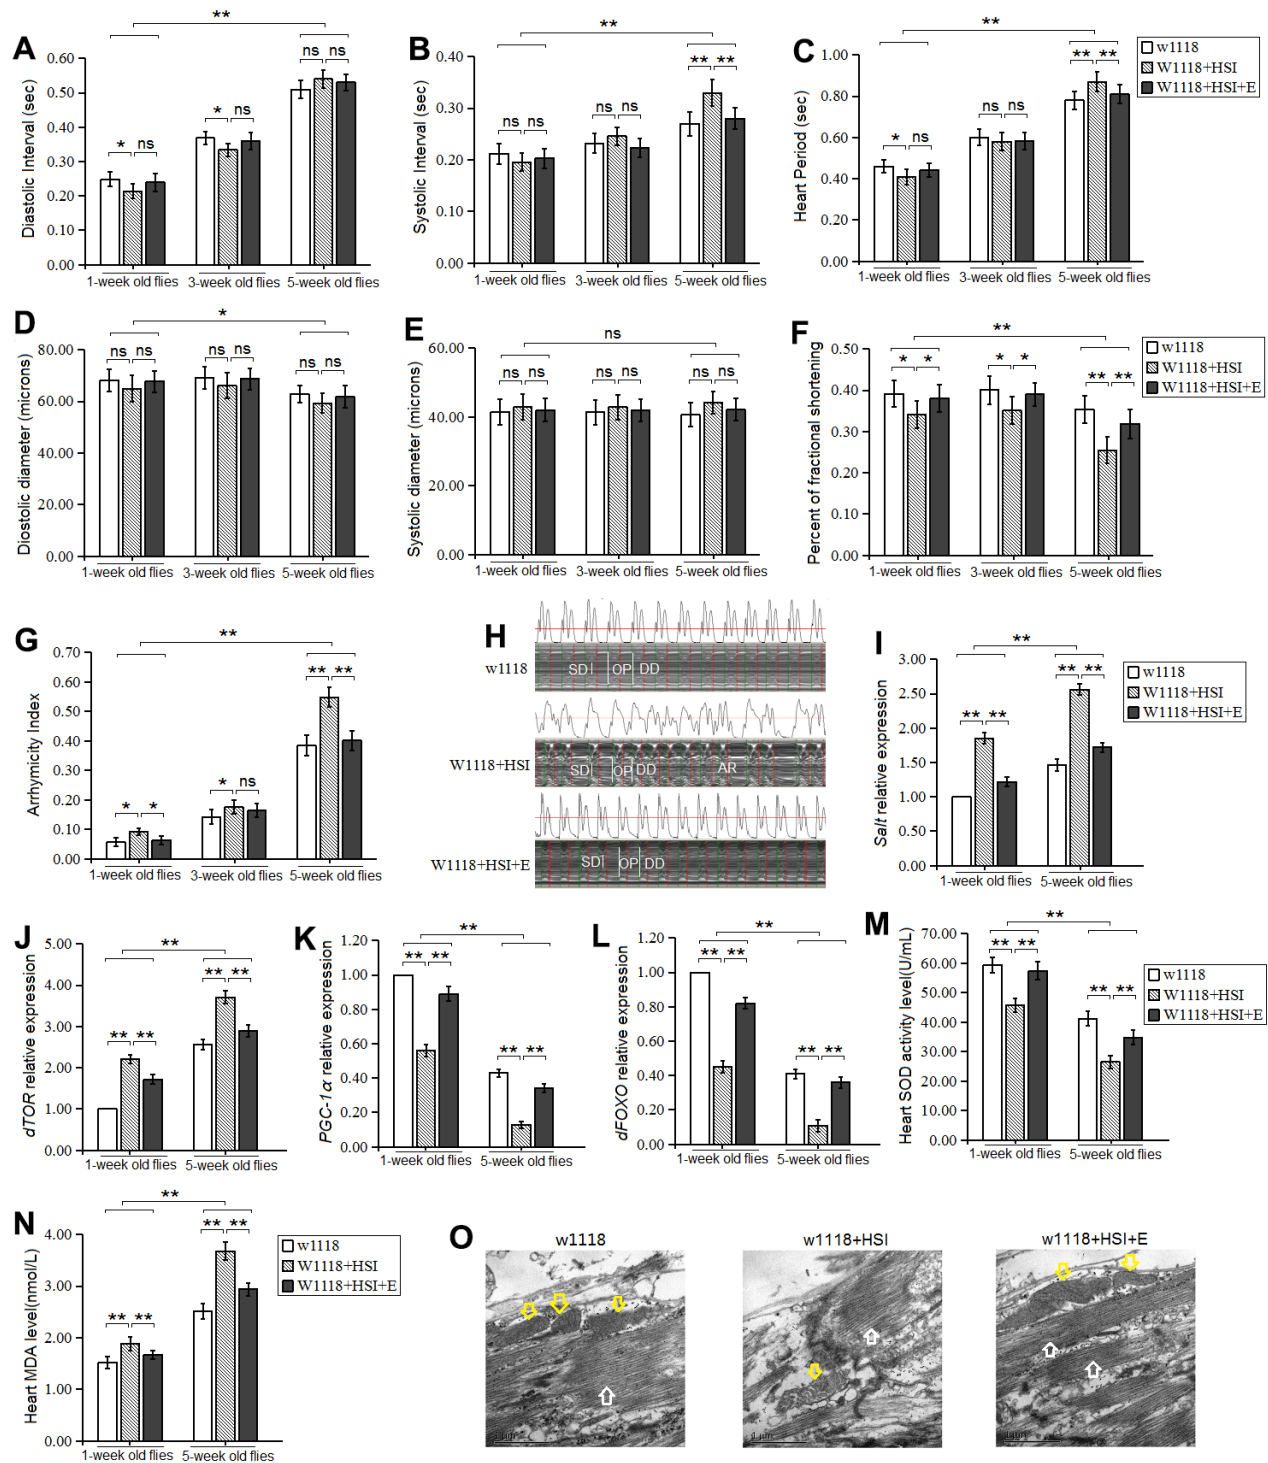 A
**
Diastolic Interval (sec)
0.60
0.50
0.40
0.30
0.20
0.10
0.00
* ns
* ns
ns ns
1-week old flies 3-week old flies 5-week old flies
B
**
Systolic Interval (sec)
0.40
0.30
0.20
0.10
0.00
ns ns
ns ns
** **
1-week old flies 3-week old flies 5-week old flies
C
**
Heart Period (sec)
1.00
0.80
0.60
0.40
0.20
0.00
* ns
ns ns
** **
1-week old flies 3-week old flies 5-week old flies
w1118
W1118+HSI
W1118+HSI+E
D
*
Diostolic diameter (microns)
80.00
60.00
40.00
20.00
0.00
ns ns
ns ns
ns ns
1-week old flies 3-week old flies 5-week old flies
E
ns
Systolic diameter (microns)
60.00
40.00
20.00
0.00
ns ns
ns ns
ns ns
1-week old flies 3-week old flies 5-week old flies
F
**
Percent of fractional shortening
0.50
0.40
0.30
0.20
0.10
0.00
* *
* *
** **
1-week old flies 3-week old flies 5-week old flies
w1118
W1118+HSI
W1118+HSI+E
G
**
Arrhymicity Index
0.70
0.60
0.50
0.40
0.30
0.20
0.10
0.00
* *
* ns
** **
1-week old flies 3-week old flies 5-week old flies
H
w1118
SD OP DD
W1118+HSI
SD OP DD AR
W1118+HSI+E
SD OP DD
I
**
Salt relative expression
3.00
2.50
2.00
1.50
1.00
0.50
0.00
** **
** **
1-week old flies 5-week old flies
w1118
W1118+HSI
W1118+HSI+E
J
**
dTOR relative expression
5.00
4.00
3.00
2.00
1.00
0.00
** **
** **
1-week old flies 5-week old flies
K
**
PGC-1α relative expression
1.20
1.00
0.80
0.60
0.40
0.20
0.00
** **
** **
1-week old flies 5-week old flies
L
**
dFOXO relative expression
1.20
1.00
0.80
0.60
0.40
0.20
0.00
** **
** **
1-week old flies 5-week old flies
M
**
Heart SOD activity level(U/mL)
70.00
60.00
50.00
40.00
30.00
20.00
10.00
0.00
** **
** **
1-week old flies 5-week old flies
w1118
W1118+HSI
W1118+HSI+E
N
**
Heart MDA level(nmol/L)
4.00
3.00
2.00
1.00
0.00
** **
** **
1-week old flies 5-week old flies
w1118
W1118+HSI
W1118+HSI+E
O
w1118
w1118+HSI
w1118+HSI+E
1 μm
1 μm